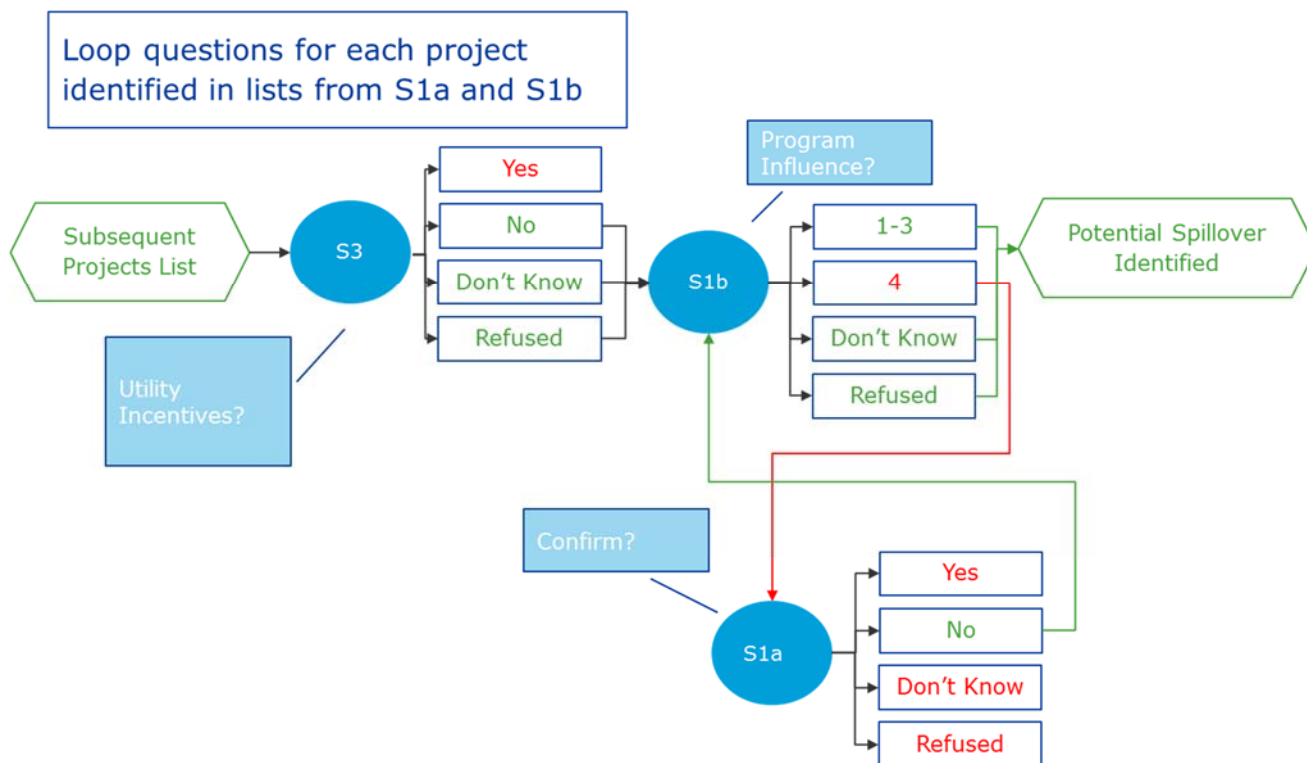 Loop questions for each project
identified in lists from S1a and S1b
Program
Influence?
Yes
No
Don't Know
Refused
Subsequent
Projects List
S3
S1b
1-3
4
Don't Know
Refused
Potential Spillover
Identified
Utility
Incentives?
Confirm?
S1a
Yes
No
Don't Know
Refused